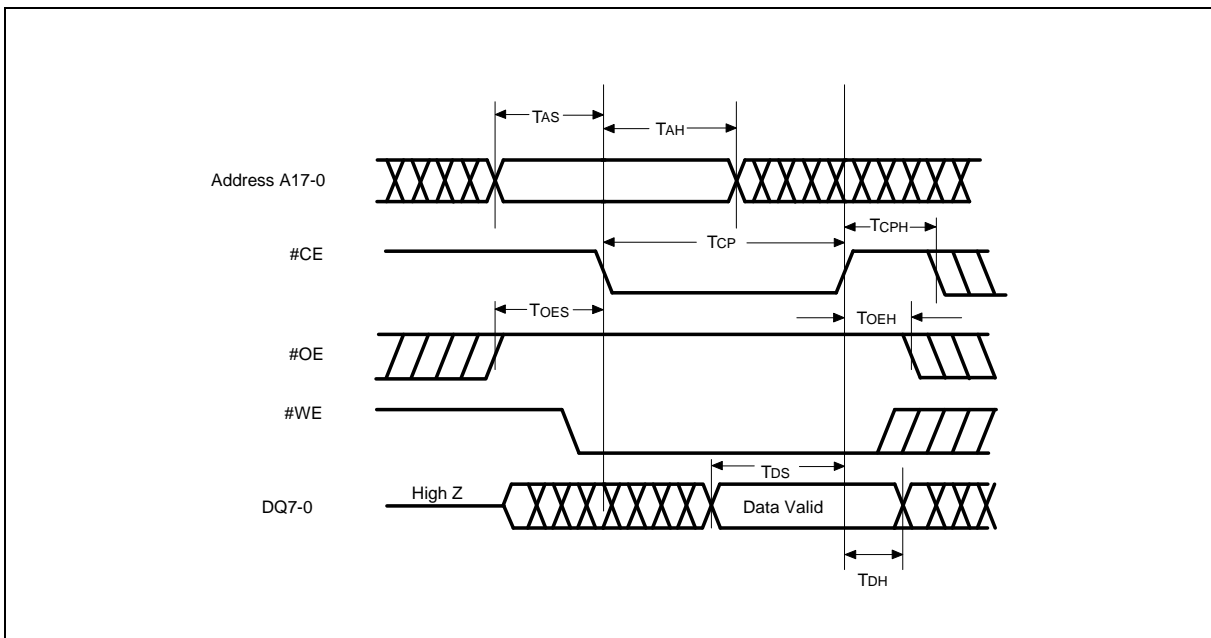 TAS
TAH
Address A17-0
TCPH
TCP
#CE
TOES
TOEH
#OE
#WE
TDS
High Z
Data Valid
DQ7-0
TDH